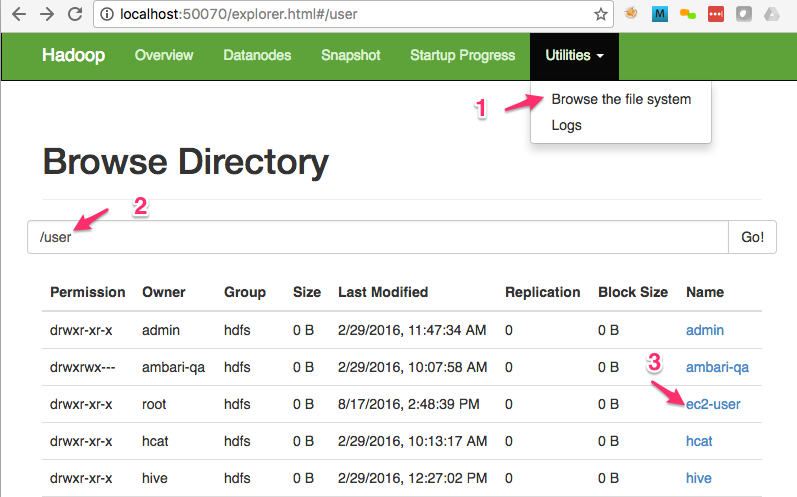 localhost:50070/explorer.html#/user
M
Hadoop Overview Datanodes Snapshot Startup Progress Utilities
1 Browse the file system
Logs
Browse Directory
2
/user Go!
Permission Owner Group Size Last Modified Replication Block Size Name
drwxr-xr-x admin hdfs 0 B 2/29/2016, 11:47:34 AM 0 0 B admin
drwxrwx--- ambari-qa hdfs 0 B 2/29/2016, 10:07:58 AM 0 0 B ambari-qa
3
drwxr-xr-x root hdfs 0 B 8/17/2016, 2:48:39 PM 0 0 B ec2-user
drwxr-xr-x hcat hdfs 0 B 2/29/2016, 10:13:17 AM 0 0 B hcat
drwxr-xr-x hive hdfs 0 B 2/29/2016, 12:27:02 PM 0 0 B hive